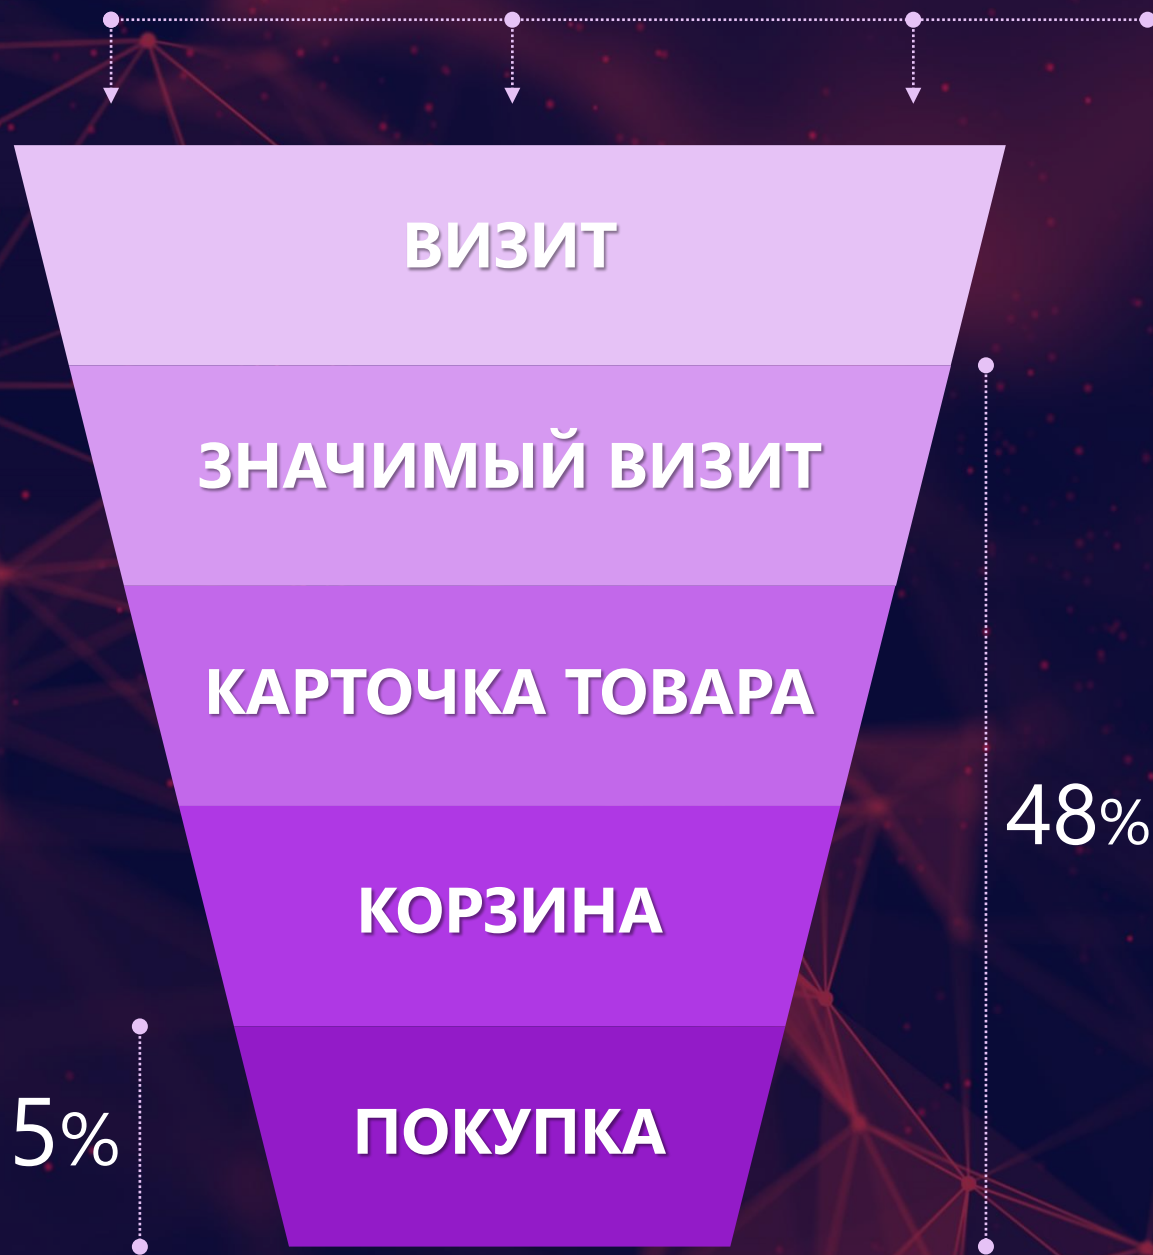 ВИЗИТ
ЗНАЧИМЫЙ ВИЗИТ
КАРТОЧКА ТОВАРА
48%
КОРЗИНА
5%
ПОКУПКА